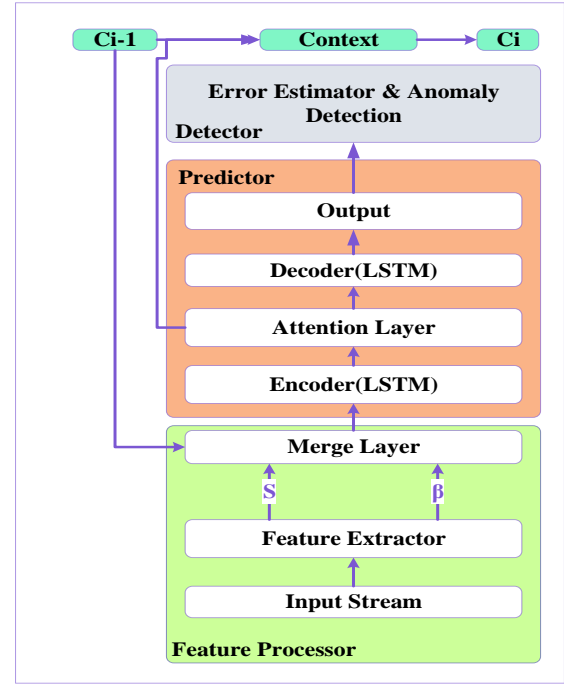 Ci-1
Context
Ci
Error Estimator & Anomaly
Detection
Detector
Predictor
Output
Decoder(LSTM)
Attention Layer
Encoder(LSTM)
Merge Layer
S
β
Feature Extractor
Input Stream
Feature Processor